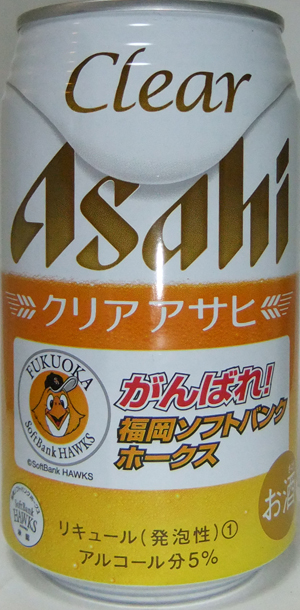 Clear
Asahi
クリア アサヒ
FUKUOKA
SoftBank HAWKS
©SoftBank HAWKS
がんばれ!
福岡ソフトバンク
ホークス
SoftBank
HAWKS
お酒
リキュール(発泡性)①
アルコール分5%